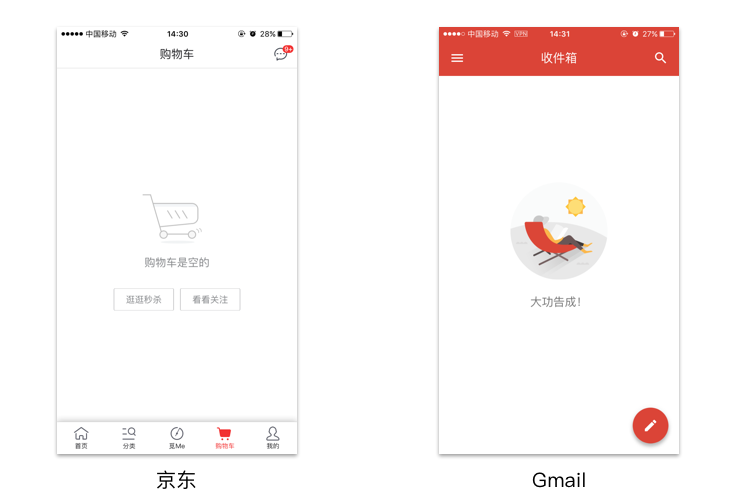 中国移动 14:30 28%
购物车
9+
购物车是空的
逛逛秒杀 看看关注
首页 分类 觅Me 购物车 我的
京东
中国移动 VPN 14:31 27%
收件箱
大功告成!
Gmail